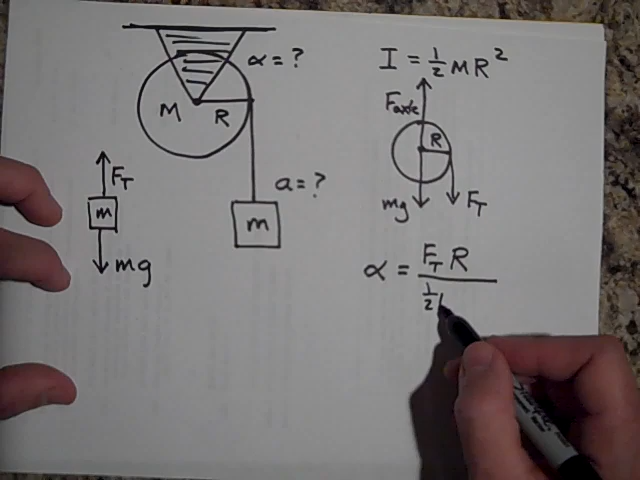 α = ?
I = ½ MR²
M
R
a = ?
m
F_T
m
mg
F_axle
R
mg
F_T
α = F_T R
½